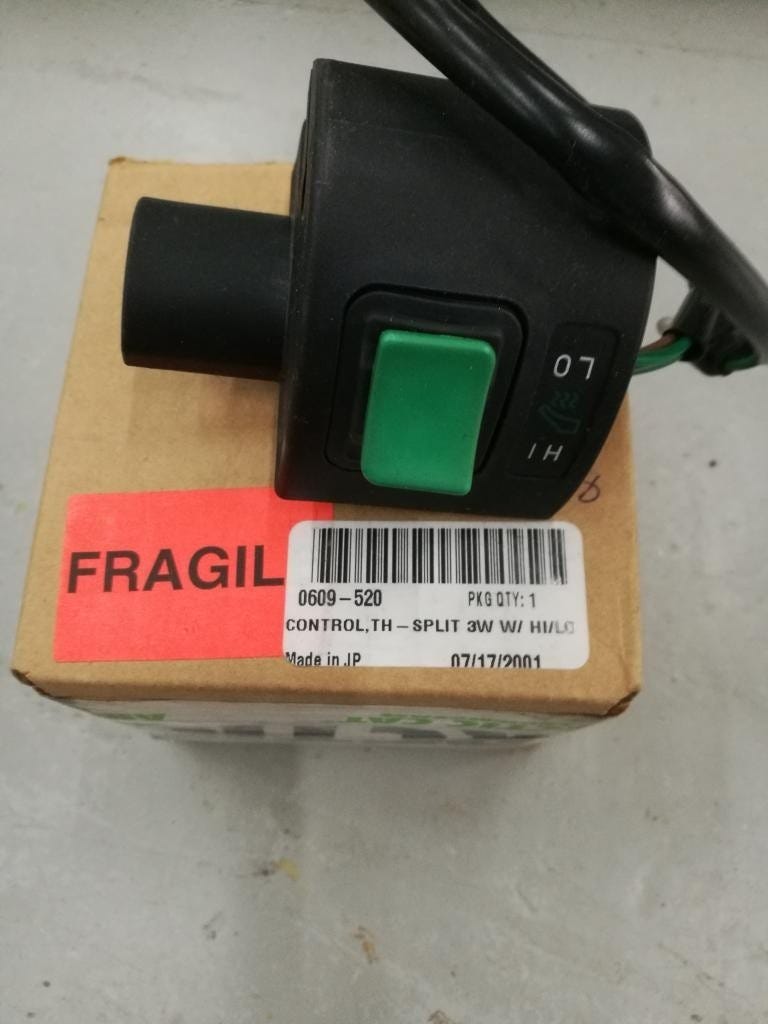 LO
HI
FRAGIL
0609-520 PKG QTY: 1
CONTROL,TH-SPLIT 3W W/ HI/LO
Made in JP 07/17/2001
CAT